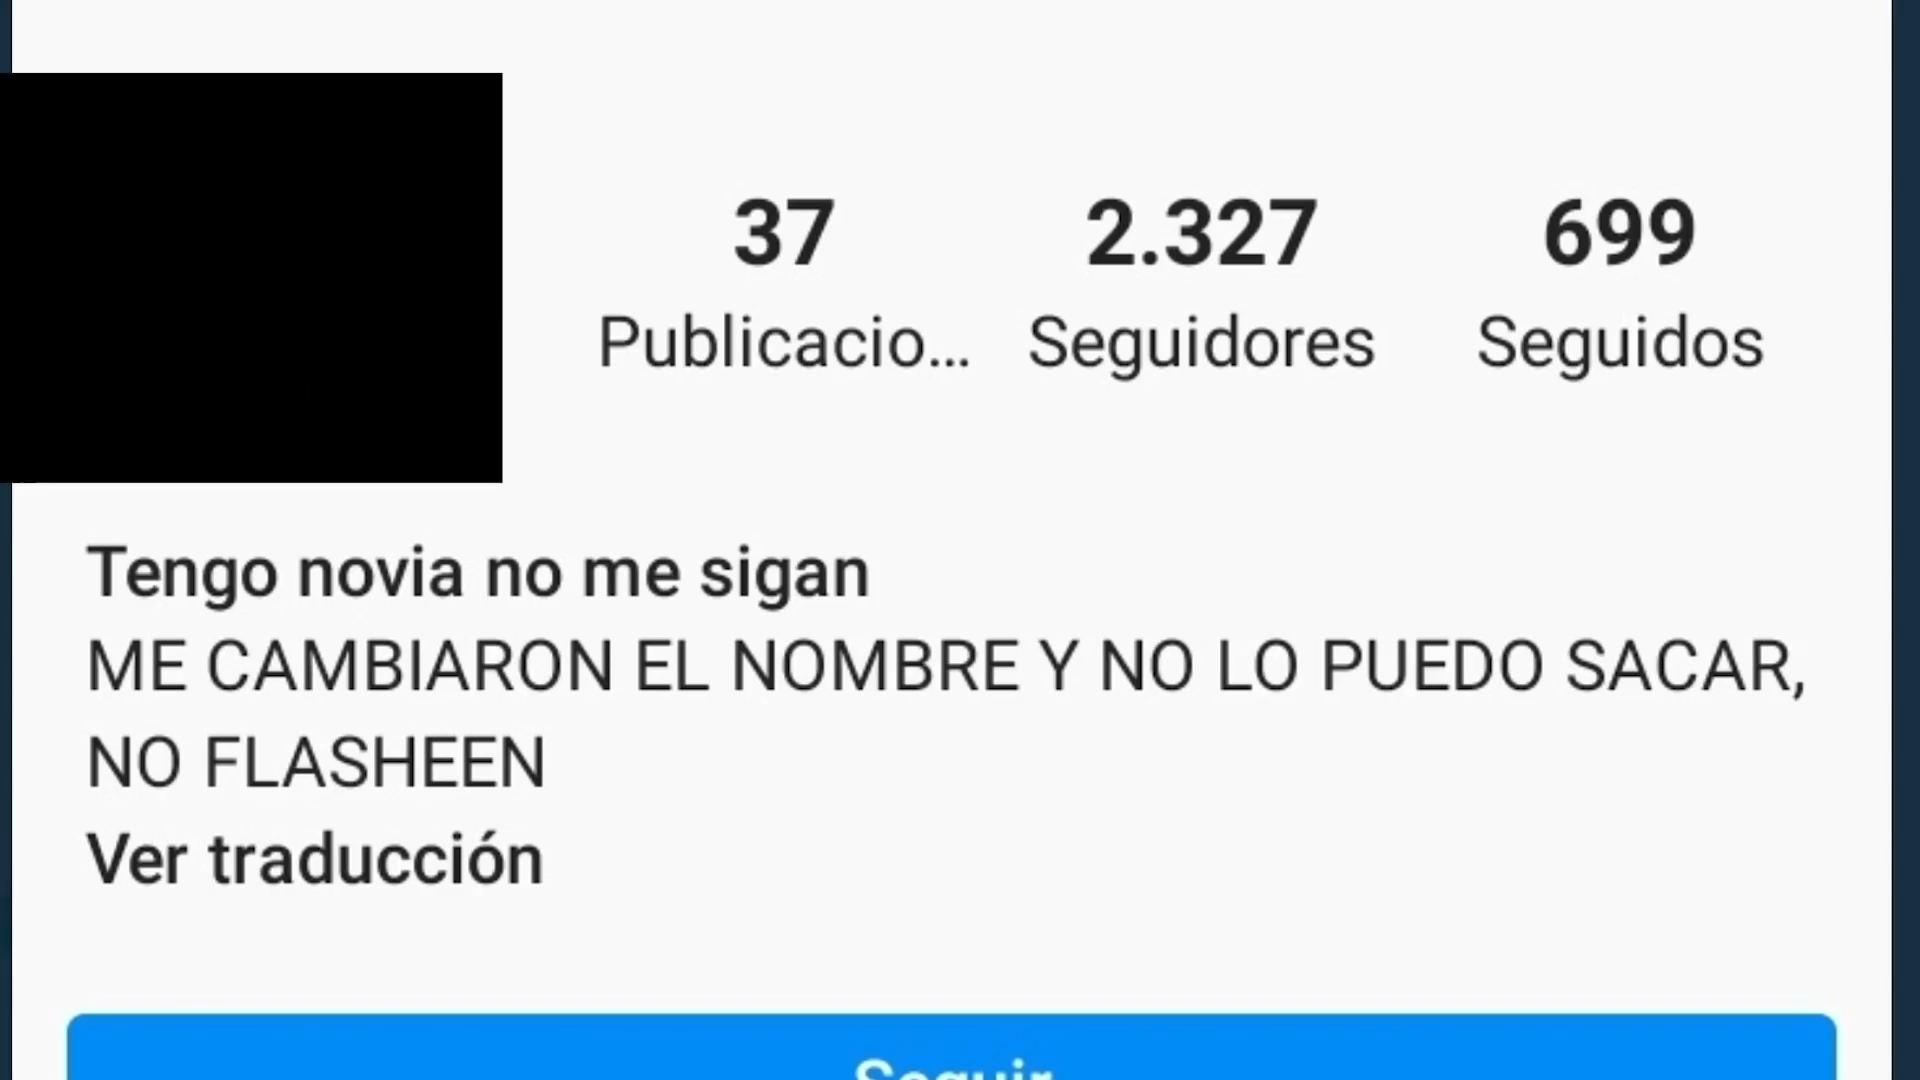 37 2.327 699
Publicacio... Seguidores Seguidos
Tengo novia no me sigan
ME CAMBIARON EL NOMBRE Y NO LO PUEDO SACAR,
NO FLASHEEN
Ver traducción
Seguir